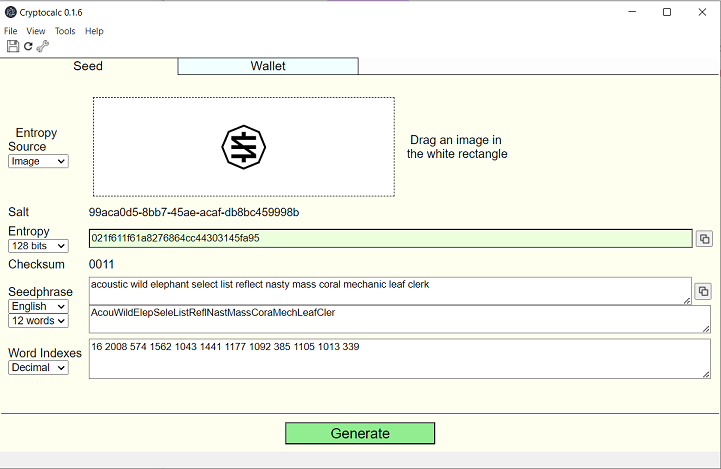 Cryptocalc 0.1.6
File View Tools Help
Seed Wallet
Entropy
Source
Image
Drag an image in
the white rectangle
Salt 99aca0d5-8bb7-45ae-acaf-db8bc459998b
Entropy
128 bits
021f611f61a8276864cc44303145fa95
Checksum 0011
Seedphrase
English
12 words
acoustic wild elephant select list reflect nasty mass coral mechanic leaf clerk
AcouWildElepSeleListReflNastMassCoraMechLeafCler
Word Indexes
Decimal
16 2008 574 1562 1043 1441 1177 1092 385 1105 1013 339
Generate